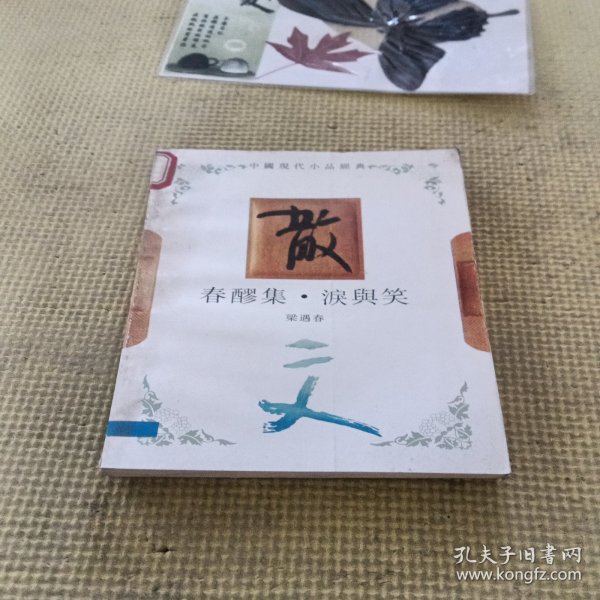 中國現代小品經典
散
春醪集·淚與笑
梁遇春
文
孔夫子旧书网
www.kongfz.com